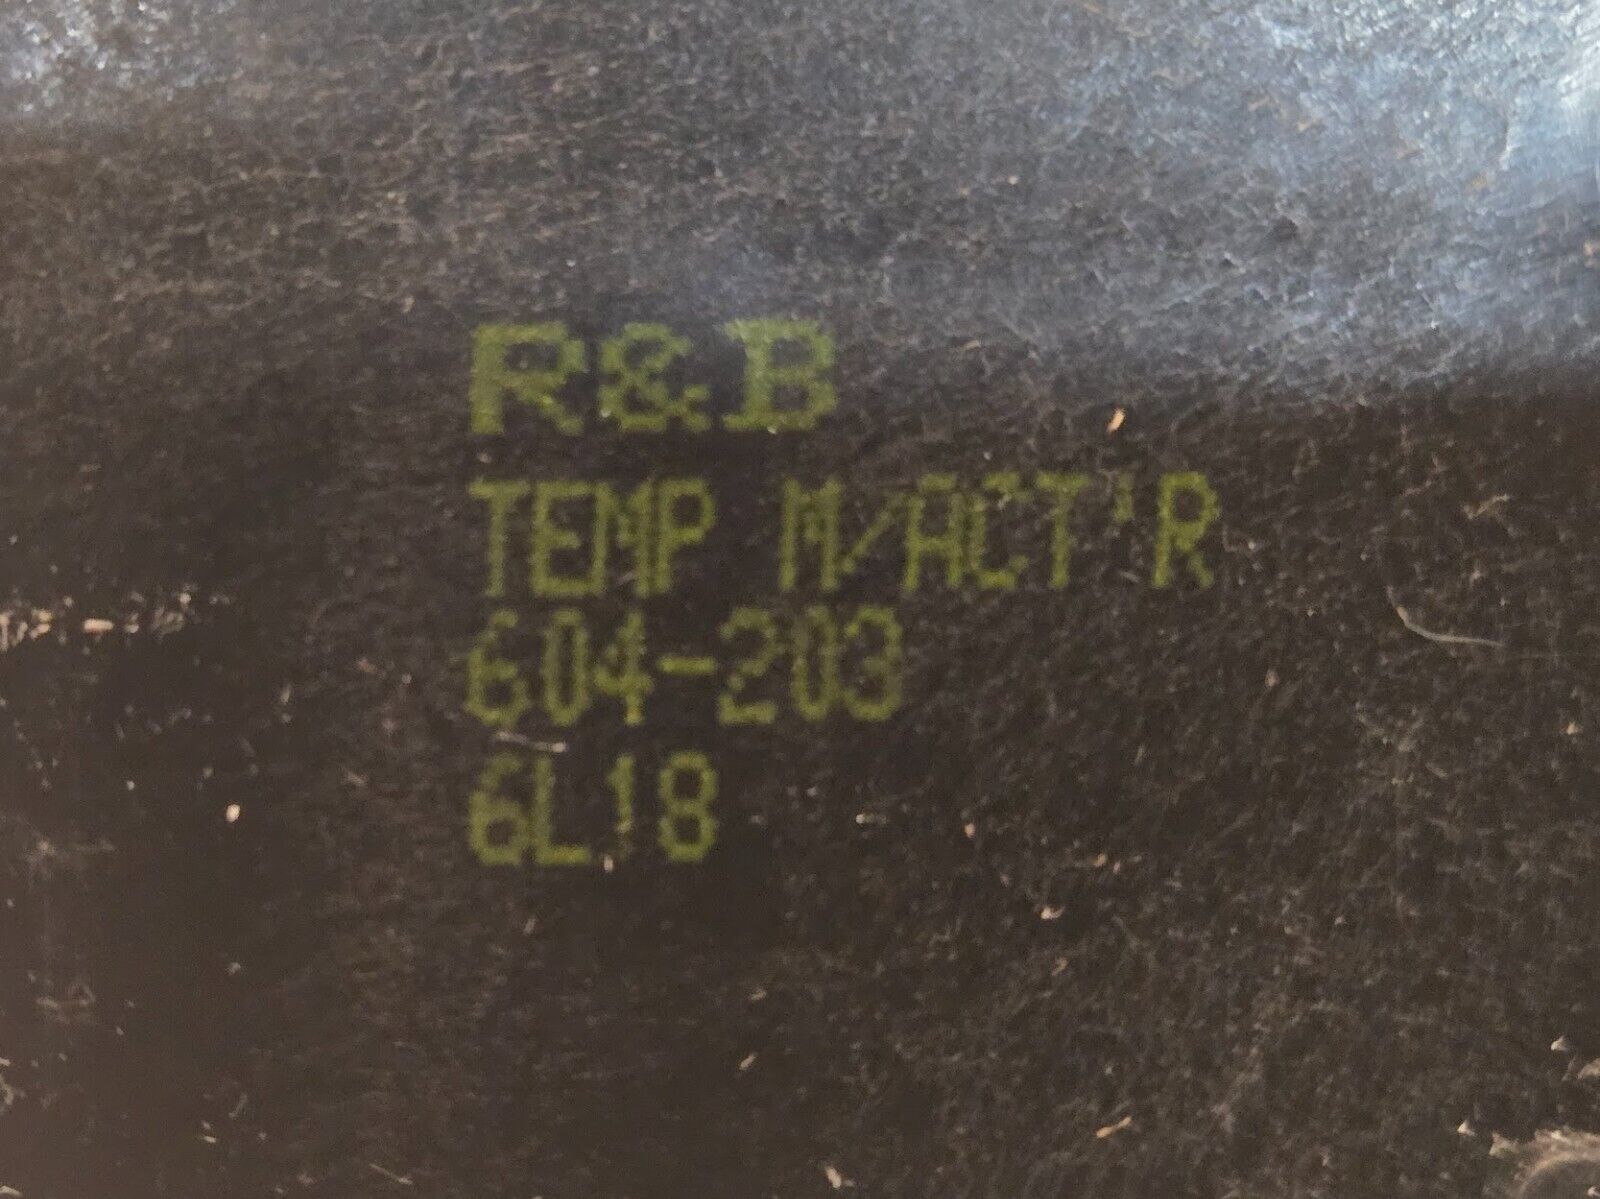 R&B
TEMP M/ACT'R
604-203
6L18